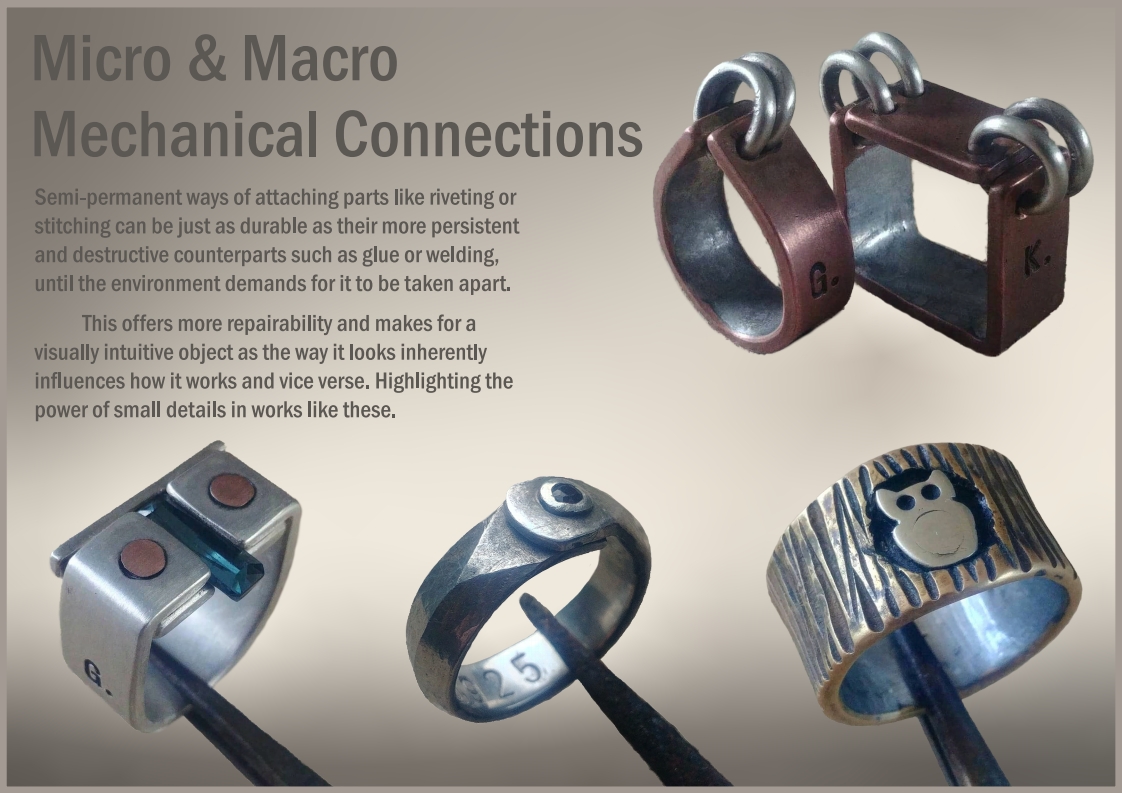 Micro & Macro
Mechanical Connections
Semi-permanent ways of attaching parts like riveting or
stitching can be just as durable as their more persistent
and destructive counterparts such as glue or welding,
until the environment demands for it to be taken apart.
This offers more repairability and makes for a
visually intuitive object as the way it looks inherently
influences how it works and vice verse. Highlighting the
power of small details in works like these.
G.
K.
G.
925